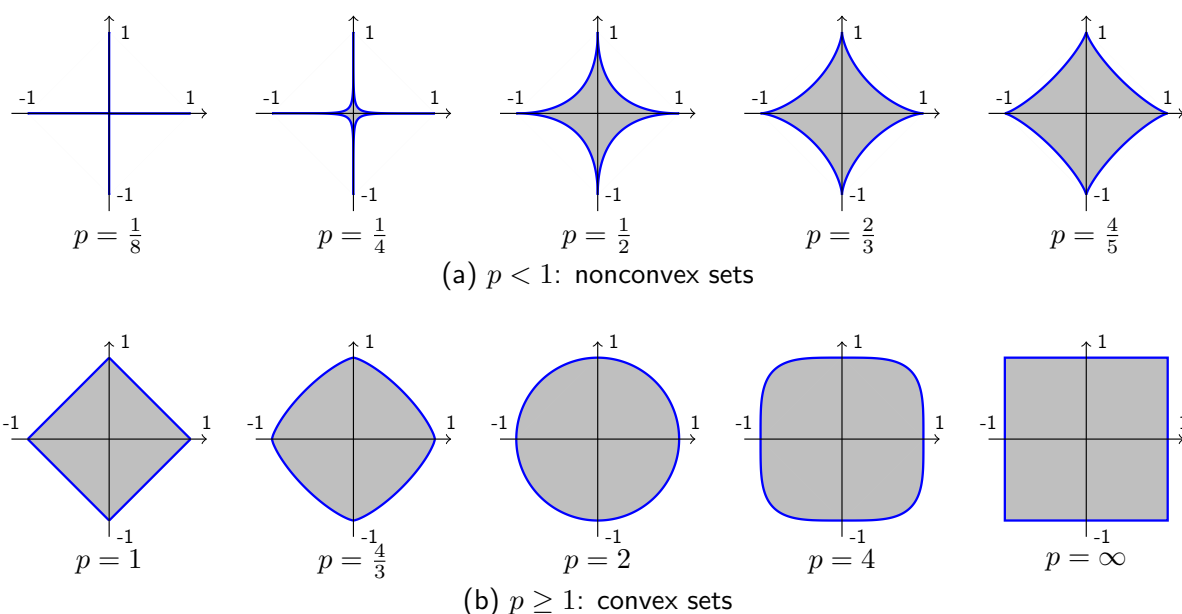 1 1 1 1 1
-1 1 -1 1 -1 1 -1 1 -1 1
-1 -1 -1 -1 -1
p = 1/8 p = 1/4 p = 1/2 p = 2/3 p = 4/5
(a) p < 1: nonconvex sets
1 1 1 1 1
-1 1 -1 1 -1 1 -1 1 -1 1
-1 -1 -1 -1 -1
p = 1 p = 4/3 p = 2 p = 4 p = ∞
(b) p ≥ 1: convex sets